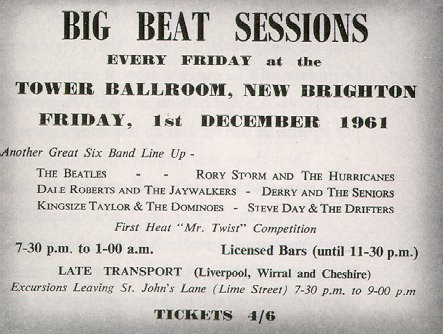 BIG BEAT SESSIONS
EVERY FRIDAY at the
TOWER BALLROOM, NEW BRIGHTON
FRIDAY, 1st DECEMBER 1961
Another Great Six Band Line Up -
THE BEATLES - - RORY STORM AND THE HURRICANES
DALE ROBERTS AND THE JAYWALKERS - DERRY AND THE SENIORS
KINGSIZE TAYLOR & THE DOMINOES - STEVE DAY & THE DRIFTERS
First Heat "Mr. Twist" Competition
7-30 p.m. to 1-00 a.m. Licensed Bars (until 11-30 p.m.)
LATE TRANSPORT (Liverpool, Wirral and Cheshire)
Excursions Leaving St. John's Lane (Lime Street) 7-30 p.m. to 9-00 p.m
TICKETS 4/6